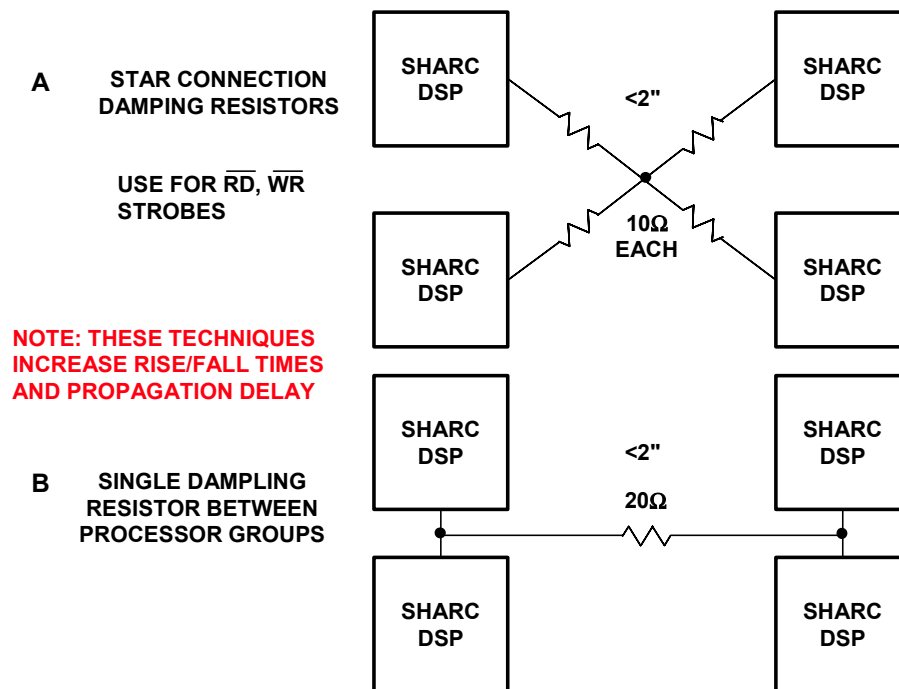 A
STAR CONNECTION
DAMPING RESISTORS
USE FOR R̅D̅, W̅R̅
STROBES
SHARC
DSP
<2"
SHARC
DSP
SHARC
DSP
10Ω
EACH
SHARC
DSP
NOTE: THESE TECHNIQUES
INCREASE RISE/FALL TIMES
AND PROPAGATION DELAY
B
SINGLE DAMPLING
RESISTOR BETWEEN
PROCESSOR GROUPS
SHARC
DSP
<2"
20Ω
SHARC
DSP
SHARC
DSP
SHARC
DSP